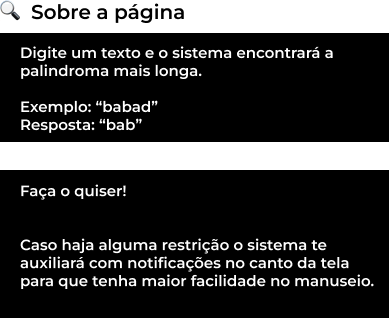 Sobre a página
Digite um texto e o sistema encontrará a
palindroma mais longa.
Exemplo: “babad”
Resposta: “bab”
Faça o quiser!
Caso haja alguma restrição o sistema te
auxiliará com notificações no canto da tela
para que tenha maior facilidade no manuseio.